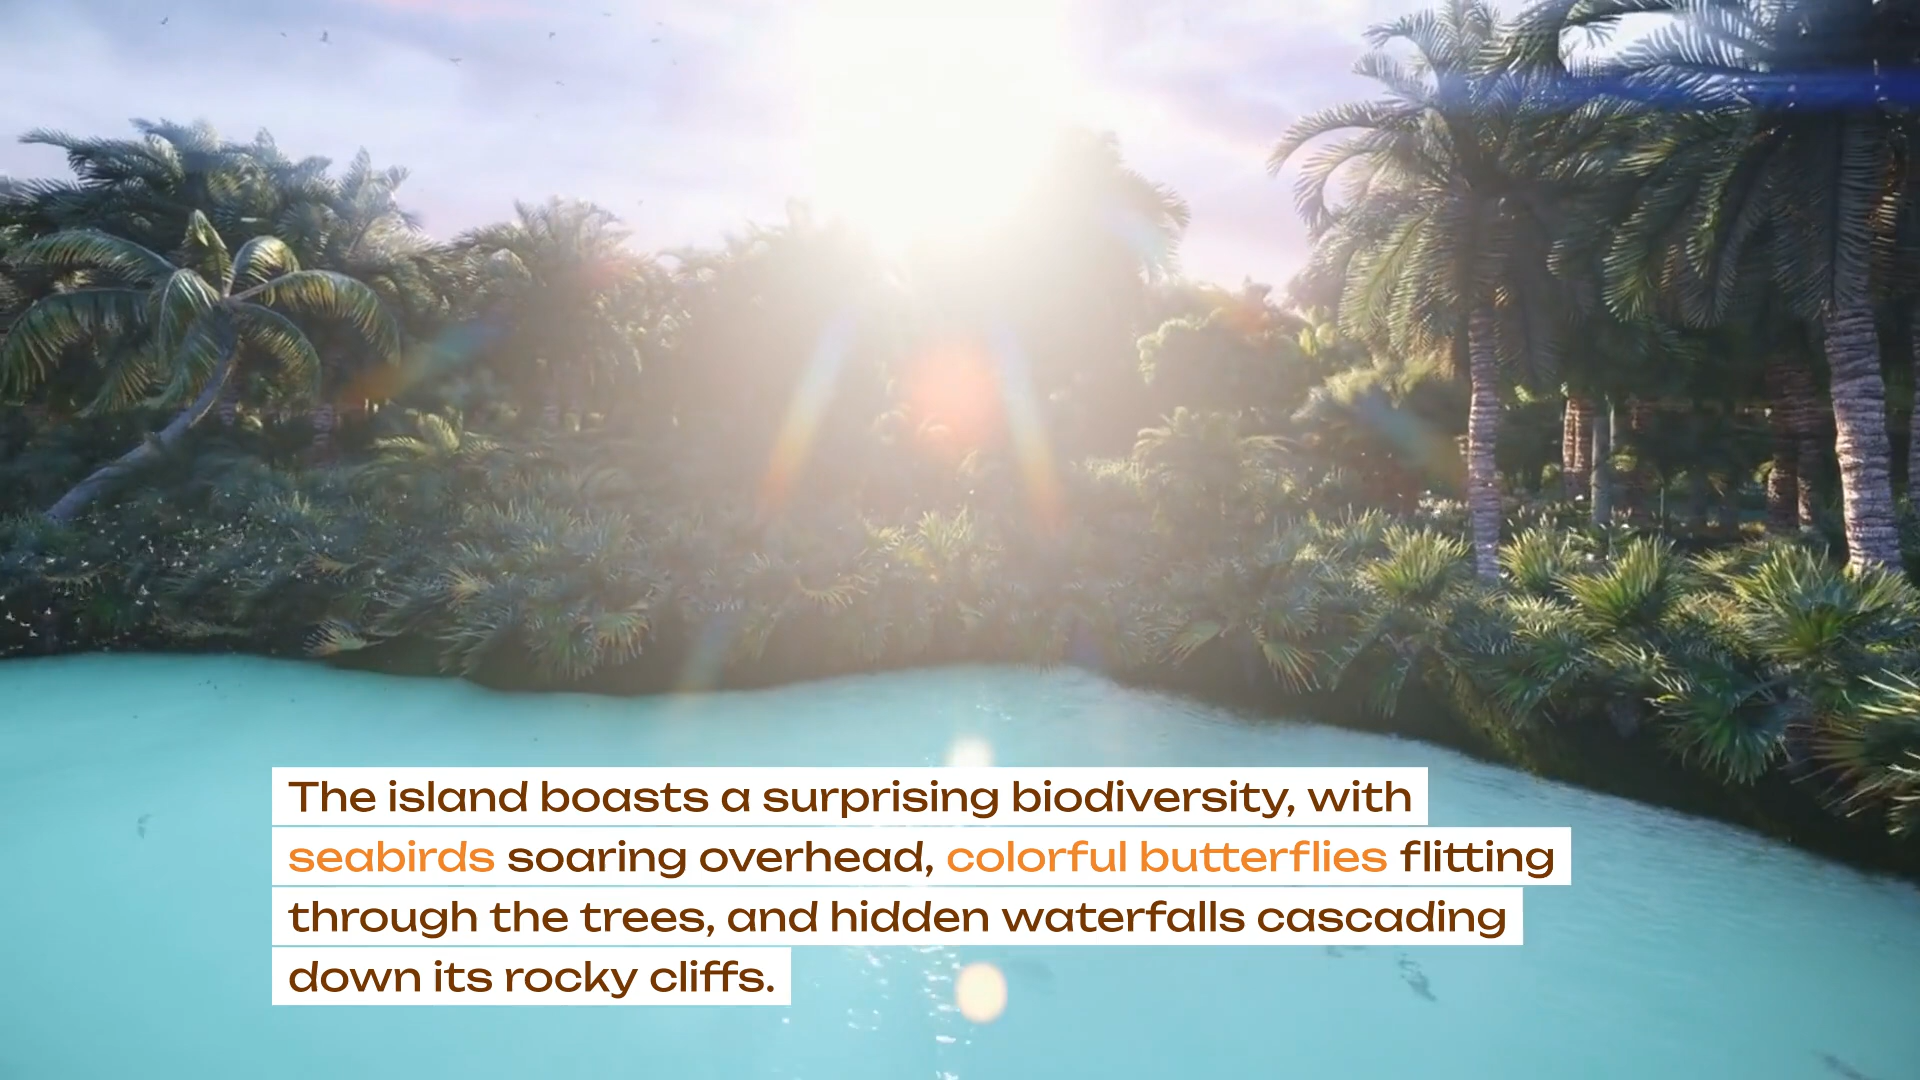 The island boasts a surprising biodiversity, with
seabirds soaring overhead, colorful butterflies flitting
through the trees, and hidden waterfalls cascading
down its rocky cliffs.